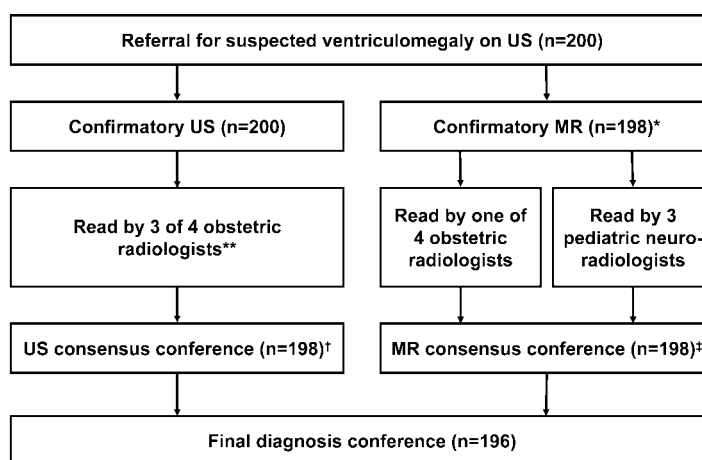 Referral for suspected ventriculomegaly on US (n=200)
Confirmatory US (n=200)
Confirmatory MR (n=198)*
Read by 3 of 4 obstetric
radiologists**
Read by one of
4 obstetric
radiologists
Read by 3
pediatric neuro-
radiologists
US consensus conference (n=198)†
MR consensus conference (n=198)‡
Final diagnosis conference (n=196)